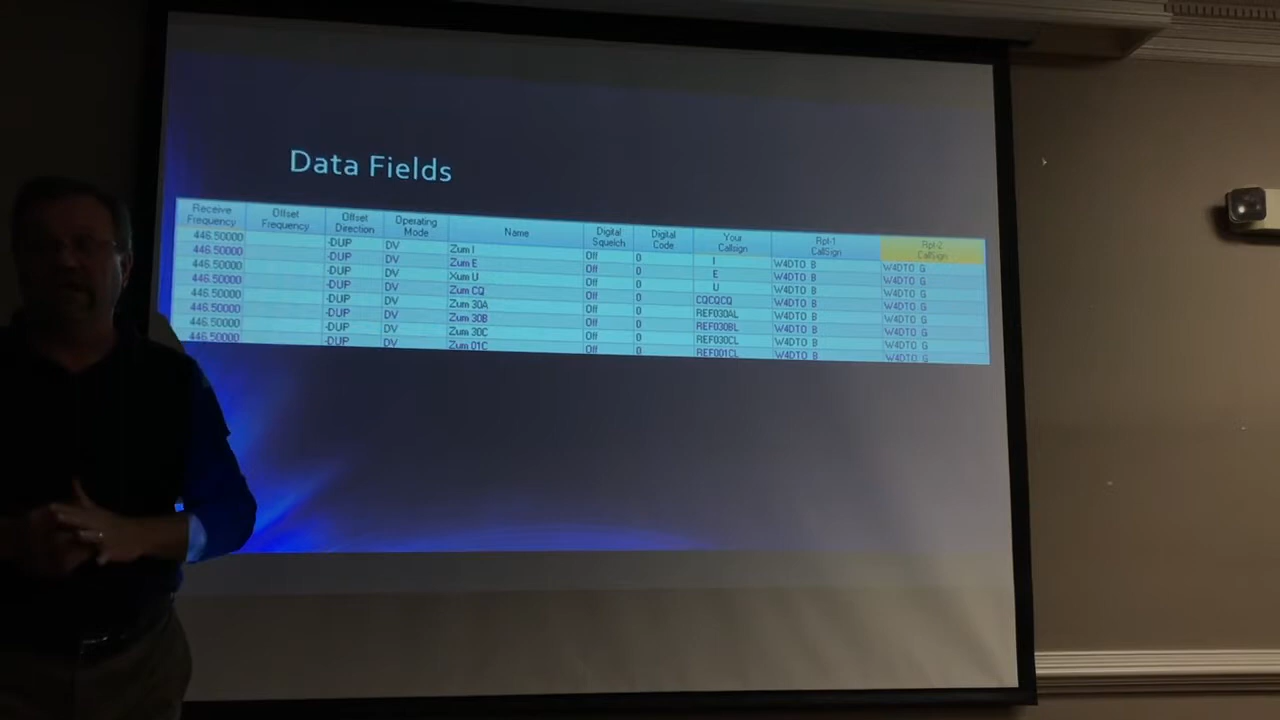 Data Fields
Receive Frequency Offset Frequency Offset Direction Operating Mode Name Digital Squelch Digital Code Your Callsign Rpt-1 CallSign Rpt-2 CallSign
446.50000 -DUP DV Zum I Off 0 I W4DTO B W4DTO G
446.50000 -DUP DV Zum E Off 0 E W4DTO B W4DTO G
446.50000 -DUP DV Xum U Off 0 U W4DTO B W4DTO G
446.50000 -DUP DV Zum CQ Off 0 CQCQCQ W4DTO B W4DTO G
446.50000 -DUP DV Zum 30A Off 0 REF030AL W4DTO B W4DTO G
446.50000 -DUP DV Zum 30B Off 0 REF030BL W4DTO B W4DTO G
446.50000 -DUP DV Zum 30C Off 0 REF030CL W4DTO B W4DTO G
446.50000 -DUP DV Zum 01C Off 0 REF001CL W4DTO B W4DTO G